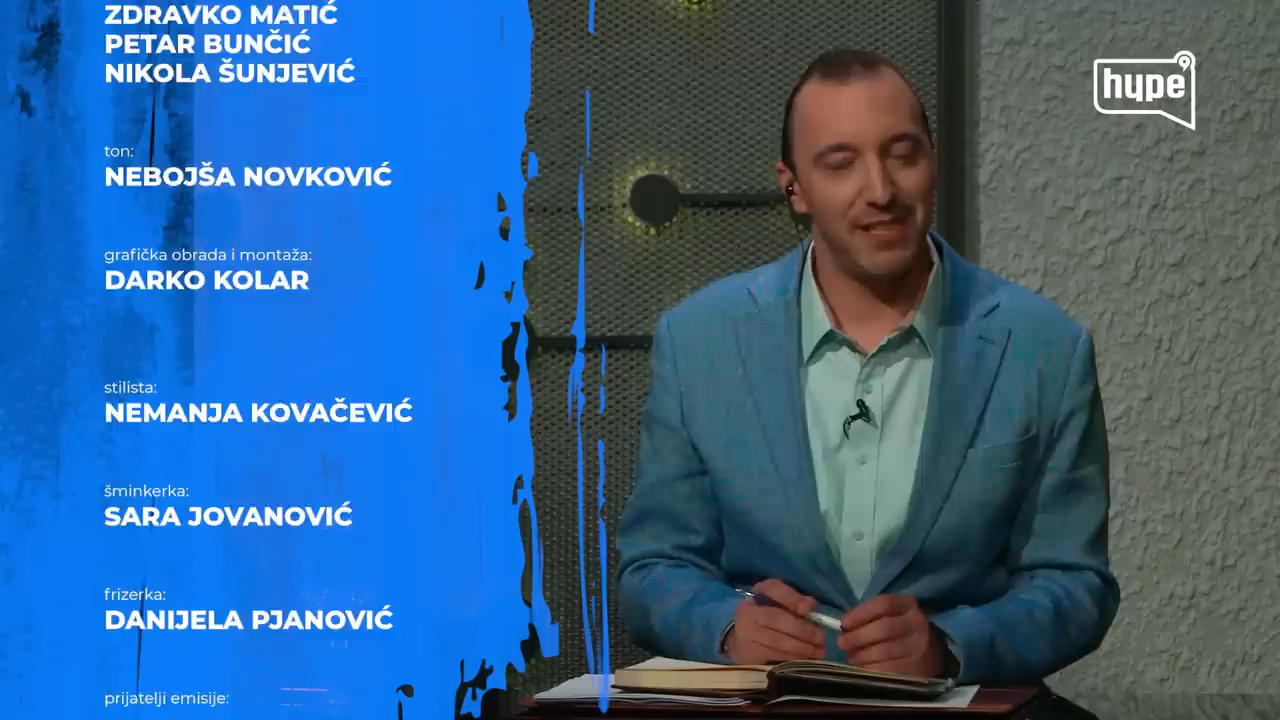 ZDRAVKO MATIĆ
PETAR BUNČIĆ
NIKOLA ŠUNJEVIĆ
ton:
NEBOJŠA NOVKOVIĆ
grafička obrada i montaža:
DARKO KOLAR
stilista:
NEMANJA KOVAČEVIĆ
šminkerka:
SARA JOVANOVIĆ
frizerka:
DANIJELA PJANOVIĆ
prijatelji emisije:
hype